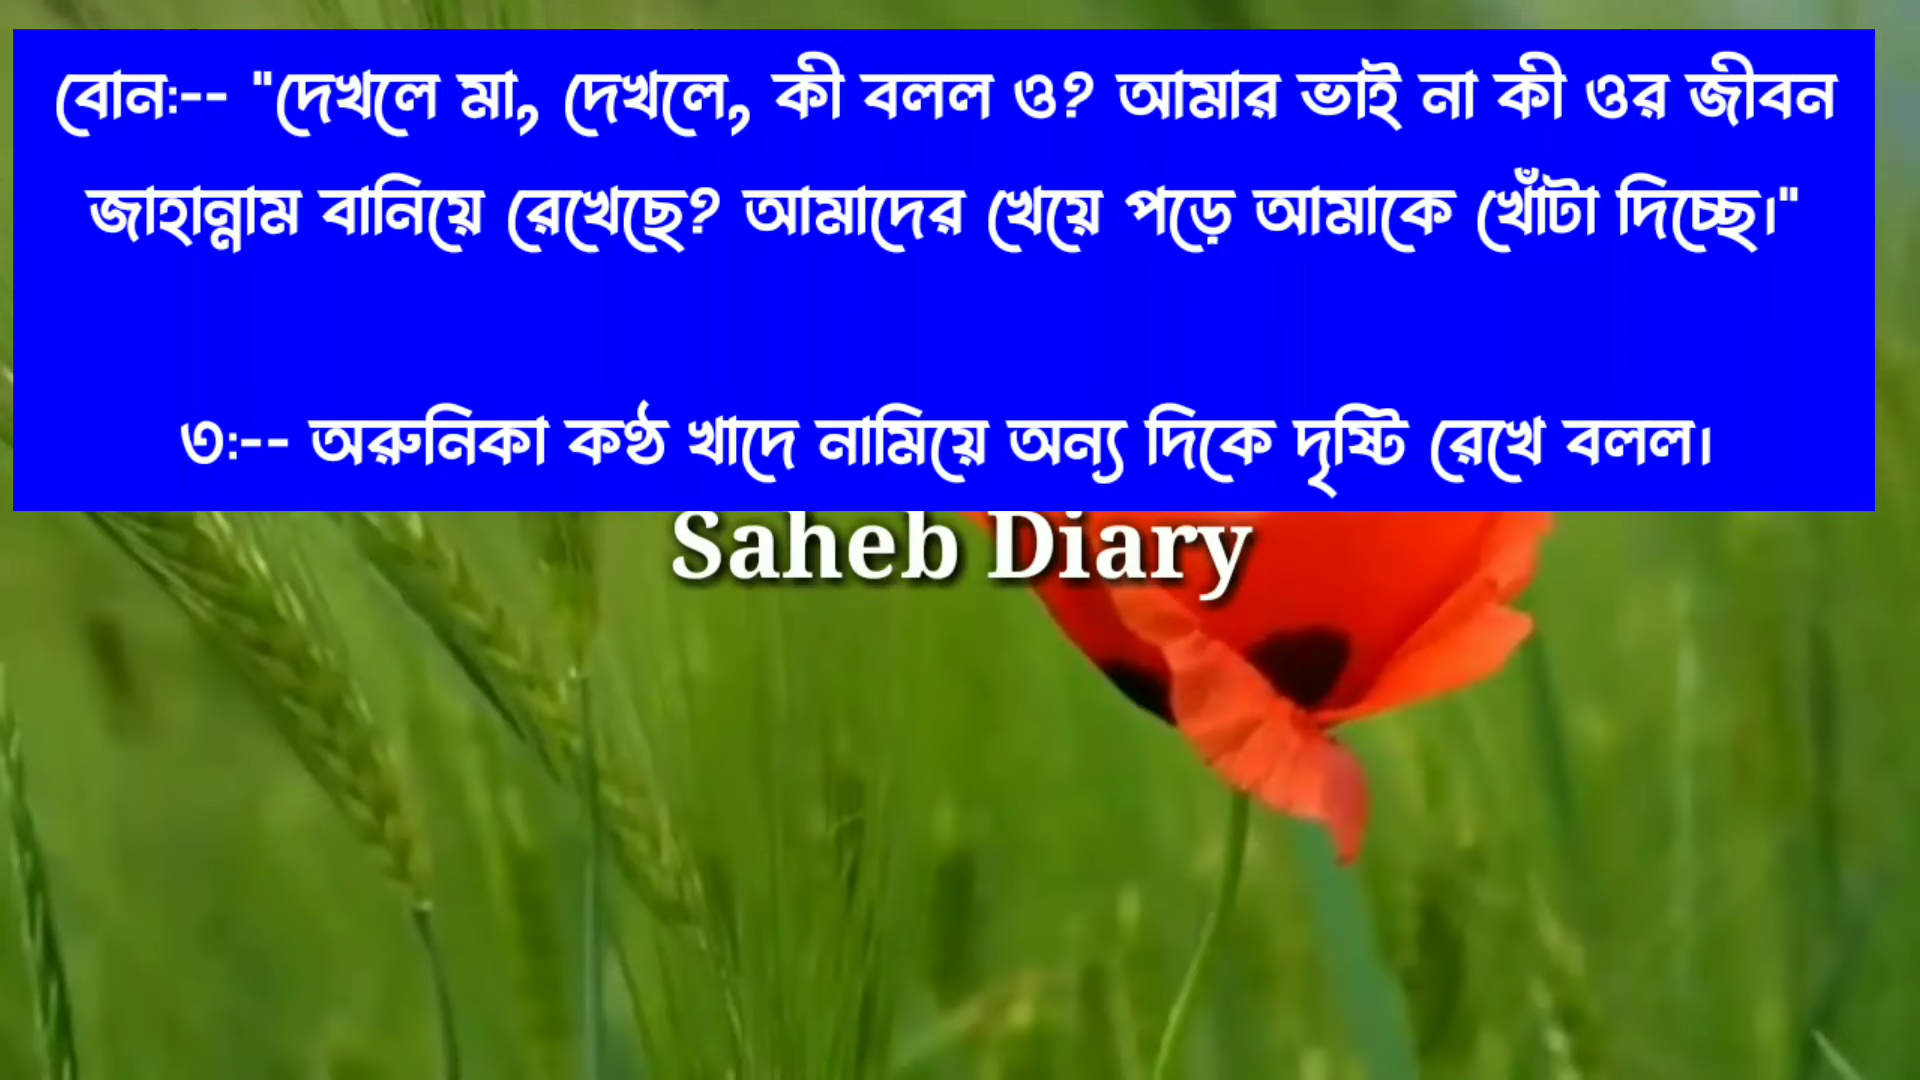 বোন:-- "দেখলে মা, দেখলে, কী বলল ও? আমার ভাই না কী ওর জীবন
জাহান্নাম বানিয়ে রেখেছে? আমাদের খেয়ে পড়ে আমাকে খোঁটা দিচ্ছে।"
৩:-- অরুনিকা কণ্ঠ খাদে নামিয়ে অন্য দিকে দৃষ্টি রেখে বলল।
Saheb Diary